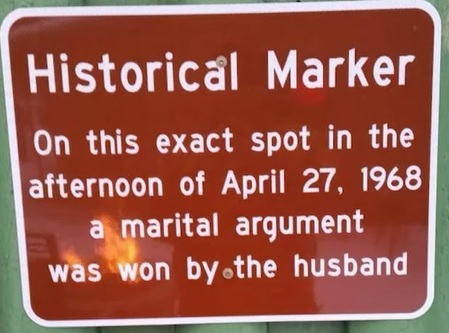 Historical Marker
On this exact spot in the
afternoon of April 27, 1968
a marital argument
was won by the husband